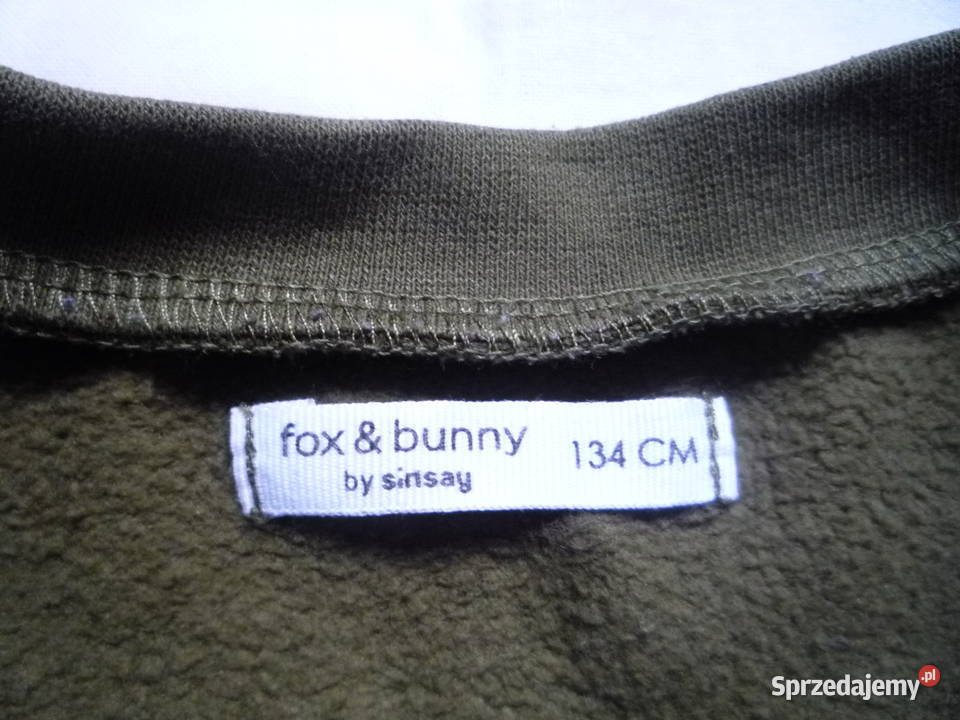 fox & bunny
by sinsay
134 CM
Sprzedajemy.pl